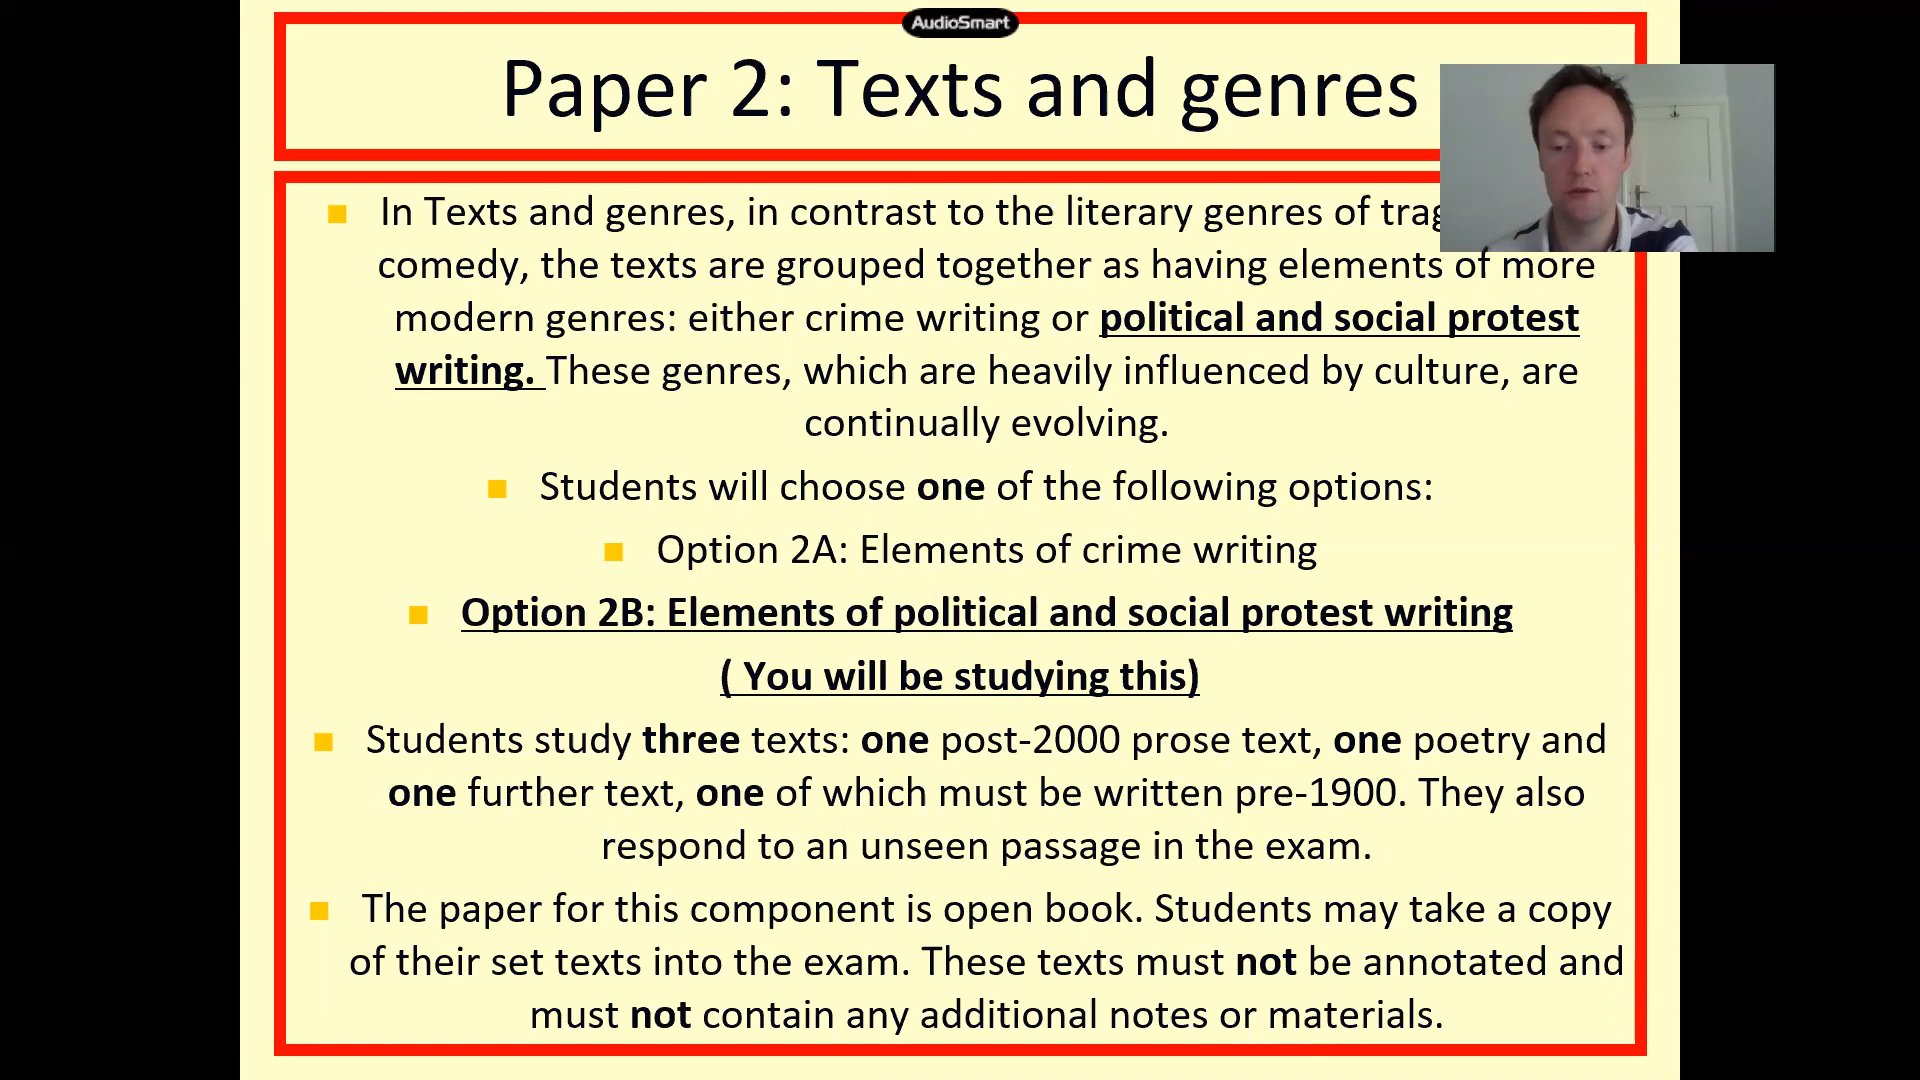 AudioSmart
Paper 2: Texts and genres
In Texts and genres, in contrast to the literary genres of
comedy, the texts are grouped together as having elements of more
modern genres: either crime writing or political and social protest
writing. These genres, which are heavily influenced by culture, are
continually evolving.
Students will choose one of the following options:
Option 2A: Elements of crime writing
Option 2B: Elements of political and social protest writing
( You will be studying this)
Students study three texts: one post-2000 prose text, one poetry and
one further text, one of which must be written pre-1900. They also
respond to an unseen passage in the exam.
The paper for this component is open book. Students may take a copy
of their set texts into the exam. These texts must not be annotated and
must not contain any additional notes or materials.